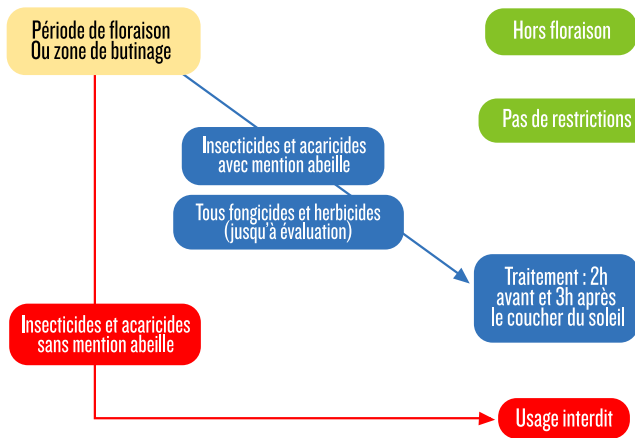 Période de floraison
Ou zone de butinage
Hors floraison
Pas de restrictions
Insecticides et acaricides
avec mention abeille
Tous fongicides et herbicides
(jusqu'à évaluation)
Traitement : 2h
avant et 3h après
le coucher du soleil
Insecticides et acaricides
sans mention abeille
Usage interdit